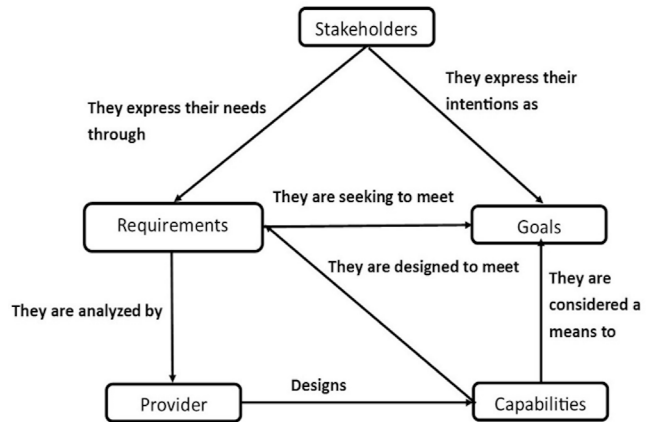 Stakeholders
They express their needs
through
They express their
intentions as
They are seeking to meet
Requirements
Goals
They are designed to meet
They are
considered a
means to
They are analyzed by
Designs
Provider
Capabilities